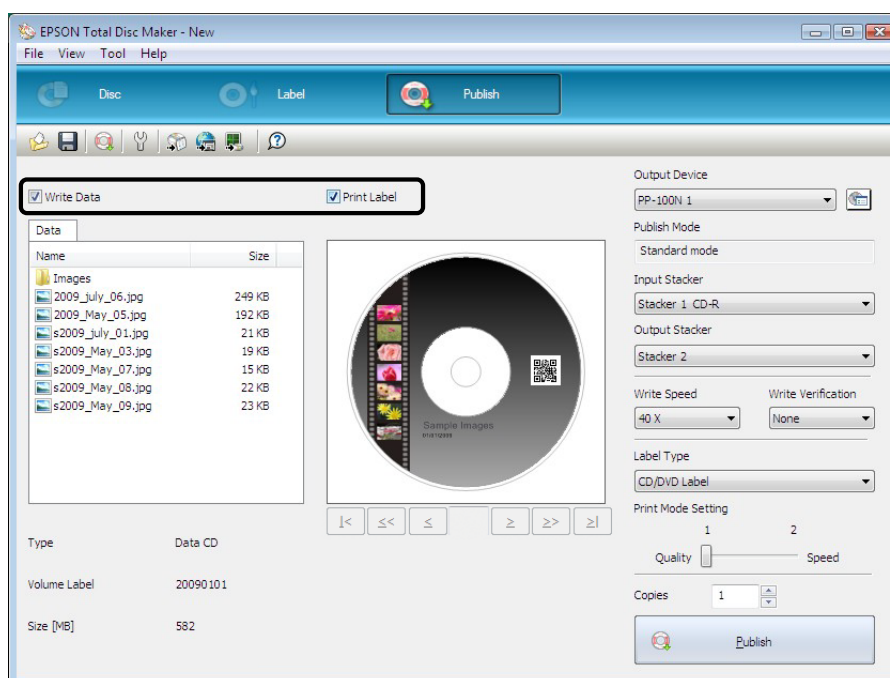 EPSON Total Disc Maker - New
File View Tool Help
Disc Label Publish
Write Data
Print Label
Data
Name Size
Images
2009_july_06.jpg 249 KB
2009_May_05.jpg 192 KB
s2009_july_01.jpg 21 KB
s2009_May_03.jpg 19 KB
s2009_May_07.jpg 15 KB
s2009_May_08.jpg 22 KB
s2009_May_09.jpg 23 KB
Sample Images
|< << < > >> >|
Type Data CD
Volume Label 20090101
Size [MB] 582
Output Device
PP-100N 1
Publish Mode
Standard mode
Input Stacker
Stacker 1 CD-R
Output Stacker
Stacker 2
Write Speed Write Verification
40 X None
Label Type
CD/DVD Label
Print Mode Setting
1 2
Quality Speed
Copies 1
Publish